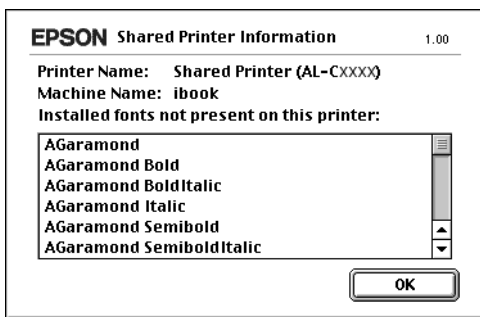 EPSON Shared Printer Information 1.00
Printer Name: Shared Printer (AL-CXXXX)
Machine Name: ibook
Installed fonts not present on this printer:
AGaramond
AGaramond Bold
AGaramond BoldItalic
AGaramond Italic
AGaramond Semibold
AGaramond SemiboldItalic
OK